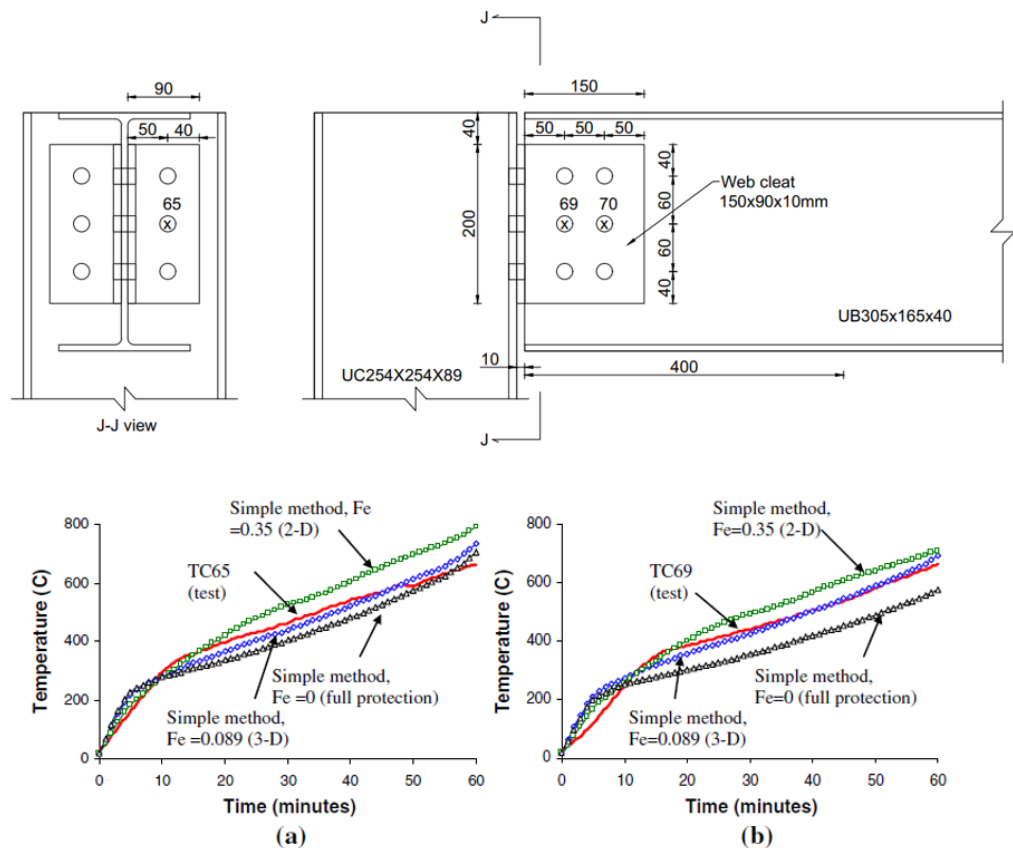 J
90
50 40
65
J-J view
150
50 50 50
40
200
69 70
40
60
60
40
Web cleat
150x90x10mm
UB305x165x40
10
400
UC254X254X89
J
Simple method, Fe
=0.35 (2-D)
TC65
(test)
Simple method,
Fe =0 (full protection)
Simple method,
Fe =0.089 (3-D)
Temperature (C)
800
600
400
200
0
0 10 20 30 40 50 60
Time (minutes)
(a)
Simple method,
Fe=0.35 (2-D)
TC69
(test)
Simple method,
Fe=0 (full protection)
Simple method,
Fe=0.089 (3-D)
Temperature (C)
800
600
400
200
0
0 10 20 30 40 50 60
Time (minutes)
(b)